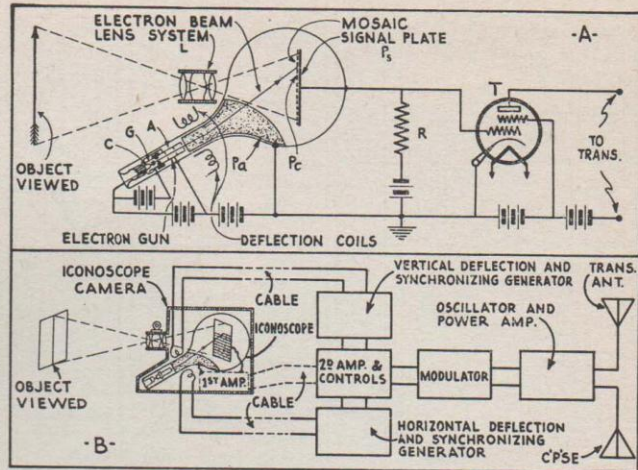 ELECTRON BEAM
LENS SYSTEM
L
MOSAIC
SIGNAL PLATE
Ps
-A-
T
G
A
C
R
OBJECT
VIEWED
Pa
Pc
TO
TRANS.
ELECTRON GUN
DEFLECTION COILS
ICONOSCOPE
CAMERA
CABLE
VERTICAL DEFLECTION AND
SYNCHRONIZING GENERATOR
TRANS.
ANT.
ICONOSCOPE
OSCILLATOR AND
POWER AMP.
OBJECT
VIEWED
1ST AMP.
2D AMP. &
CONTROLS
MODULATOR
CABLE
-B-
HORIZONTAL DEFLECTION
AND SYNCHRONIZING
GENERATOR
C'P'SE